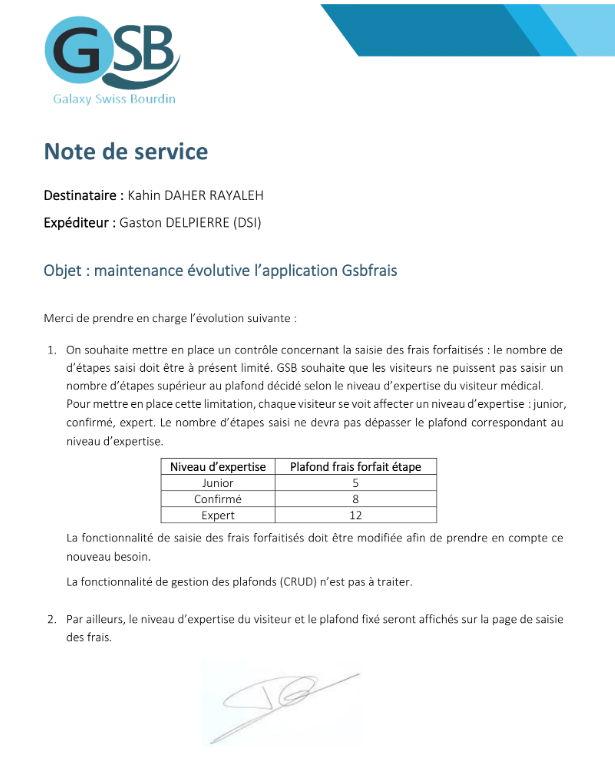 GSB
Galaxy Swiss Bourdin
Note de service
Destinataire : Kahin DAHER RAYALEH
Expéditeur : Gaston DELPIERRE (DSI)
Objet : maintenance évolutive l’application Gsbfrais
Merci de prendre en charge l’évolution suivante :
1. On souhaite mettre en place un contrôle concernant la saisie des frais forfaitisés : le nombre de
d’étapes saisi doit être à présent limité. GSB souhaite que les visiteurs ne puissent pas saisir un
nombre d’étapes supérieur au plafond décidé selon le niveau d’expertise du visiteur médical.
Pour mettre en place cette limitation, chaque visiteur se voit affecter un niveau d’expertise : junior,
confirmé, expert. Le nombre d’étapes saisi ne devra pas dépasser le plafond correspondant au
niveau d’expertise.
Niveau d’expertise Plafond frais forfait étape
Junior 5
Confirmé 8
Expert 12
La fonctionnalité de saisie des frais forfaitisés doit être modifiée afin de prendre en compte ce
nouveau besoin.
La fonctionnalité de gestion des plafonds (CRUD) n’est pas à traiter.
2. Par ailleurs, le niveau d’expertise du visiteur et le plafond fixé seront affichés sur la page de saisie
des frais.